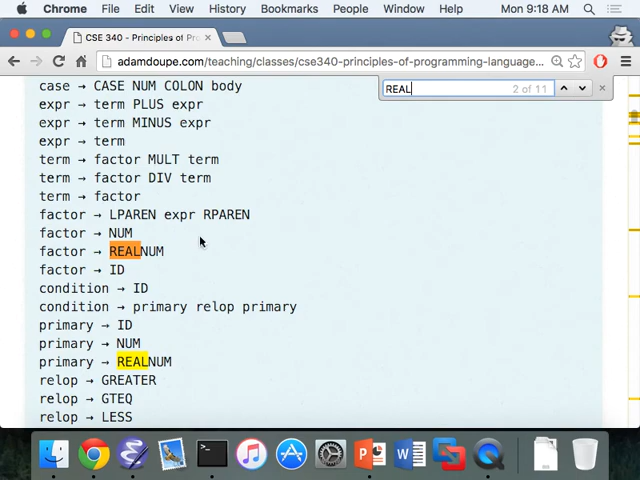 Chrome File Edit View History Bookmarks People Window Help Mon 9:18 AM
CSE 340 - Principles of Pro
adamdoupe.com/teaching/classes/cse340-principles-of-programming-language...
REAL 2 of 11
case → CASE NUM COLON body
expr → term PLUS expr
expr → term MINUS expr
expr → term
term → factor MULT term
term → factor DIV term
term → factor
factor → LPAREN expr RPAREN
factor → NUM
factor → REALNUM
factor → ID
condition → ID
condition → primary relop primary
primary → ID
primary → NUM
primary → REALNUM
relop → GREATER
relop → GTEQ
relop → LESS